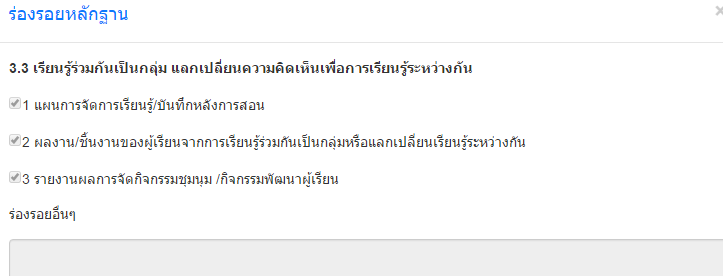 ร่องรอยหลักฐาน
3.3 เรียนรู้ร่วมกันเป็นกลุ่ม แลกเปลี่ยนความคิดเห็นเพื่อการเรียนรู้ระหว่างกัน
1 แผนการจัดการเรียนรู้/บันทึกหลังการสอน
2 ผลงาน/ชิ้นงานของผู้เรียนจากการเรียนรู้ร่วมกันเป็นกลุ่มหรือแลกเปลี่ยนเรียนรู้ระหว่างกัน
3 รายงานผลการจัดกิจกรรมชุมนุม /กิจกรรมพัฒนาผู้เรียน
ร่องรอยอื่นๆ